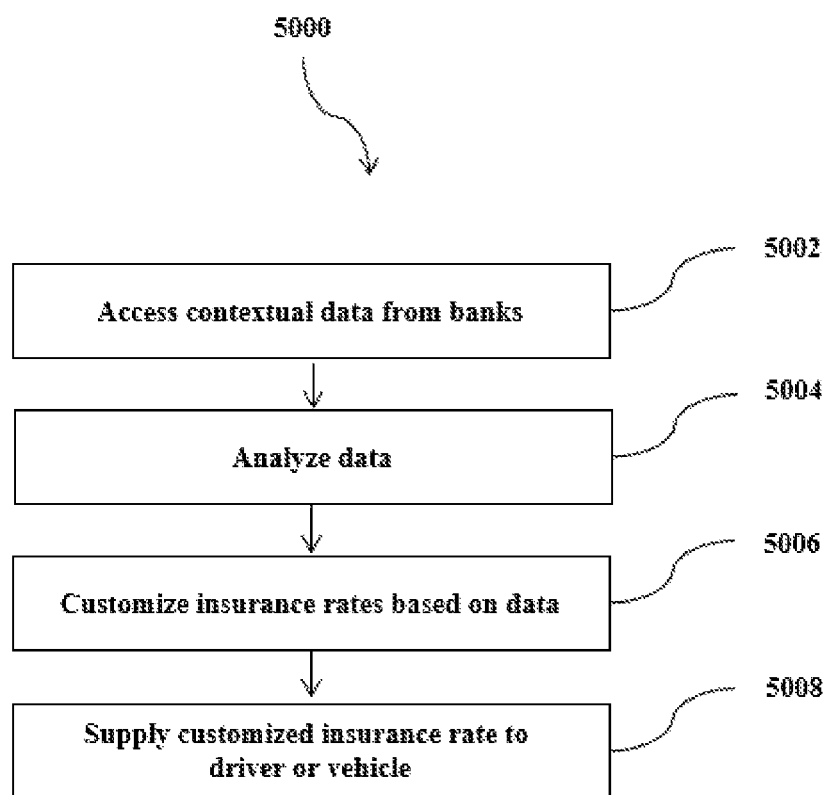 5000
5002
Access contextual data from banks
5004
Analyze data
5006
Customize insurance rates based on data
5008
Supply customized insurance rate to
driver or vehicle